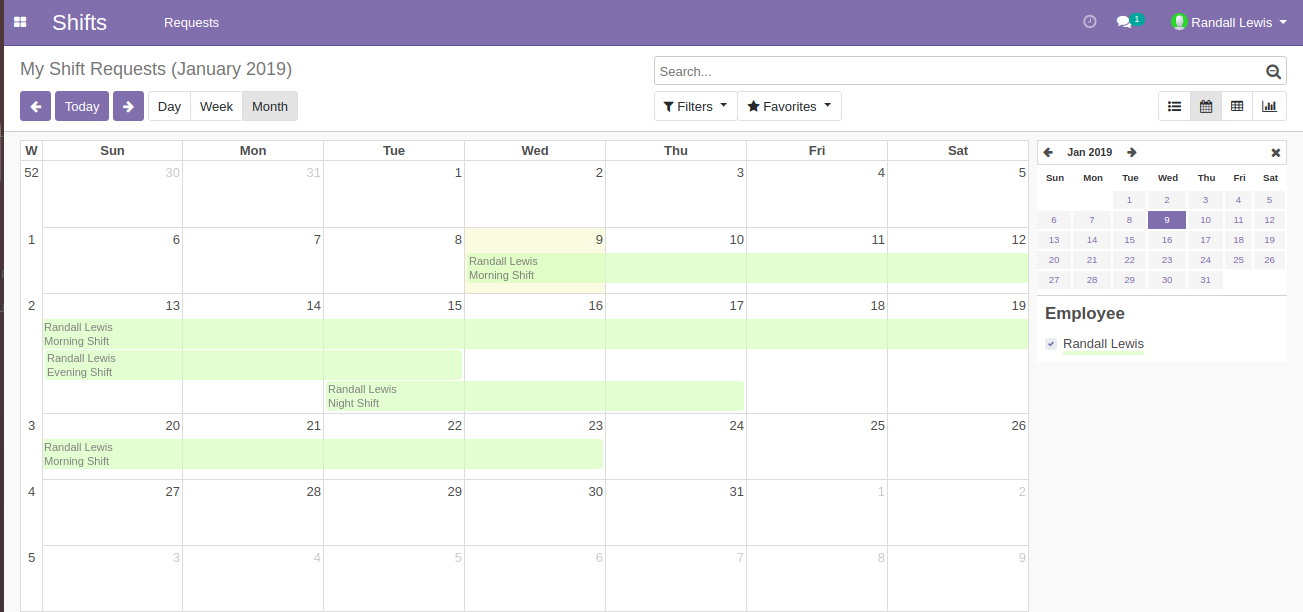 Shifts Requests 1 Randall Lewis
My Shift Requests (January 2019) Search...
Today Day Week Month Filters Favorites
W Sun Mon Tue Wed Thu Fri Sat
52 30 31 1 2 3 4 5
1 6 7 8 9 10 11 12
Randall Lewis
Morning Shift
2 13 14 15 16 17 18 19
Randall Lewis
Morning Shift
Randall Lewis
Evening Shift
Randall Lewis
Night Shift
3 20 21 22 23 24 25 26
Randall Lewis
Morning Shift
4 27 28 29 30 31 1 2
5 3 4 5 6 7 8 9
Jan 2019
Sun Mon Tue Wed Thu Fri Sat
1 2 3 4 5
6 7 8 9 10 11 12
13 14 15 16 17 18 19
20 21 22 23 24 25 26
27 28 29 30 31
Employee
Randall Lewis